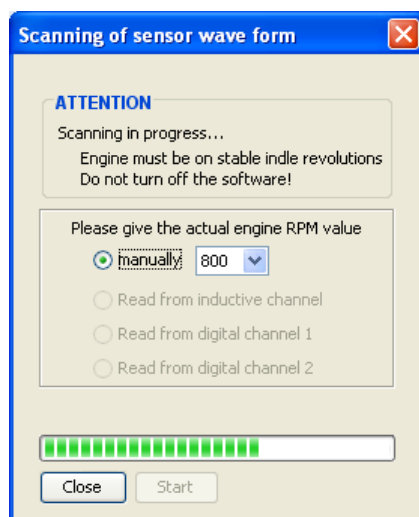 Scanning of sensor wave form
ATTENTION
Scanning in progress...
Engine must be on stable indle revolutions
Do not turn off the software!
Please give the actual engine RPM value
manually 800
Read from inductive channel
Read from digital channel 1
Read from digital channel 2
Close Start